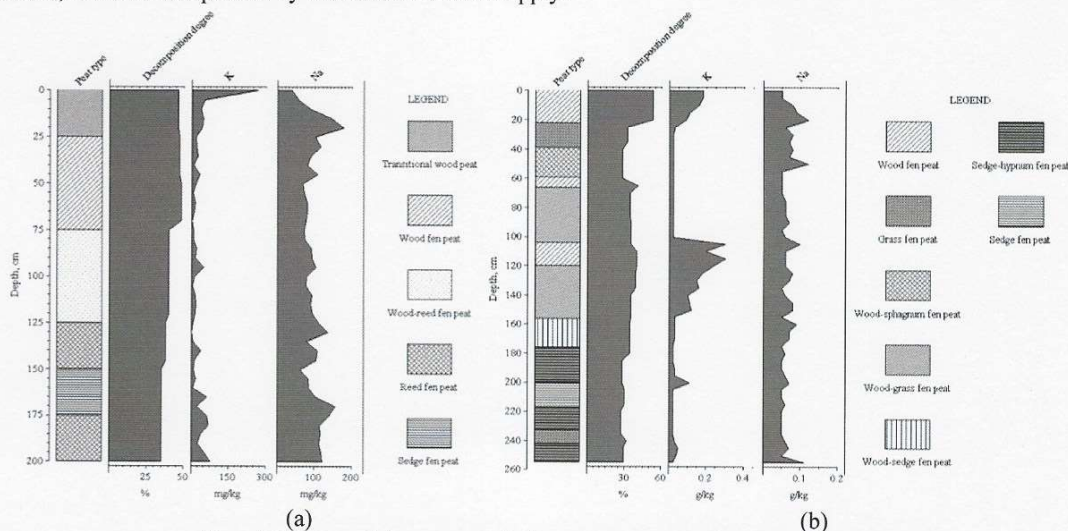 Peat type
Decomposition degree
K
Na
0
25
50
75
100
125
150
175
200
Depth, cm
25 50
%
150 300
mg/kg
100 200
mg/kg
LEGEND
Tranntional wood peat
Wood fen peat
Wood-reed fen peat
Reed fen peat
Sedge fen peat
(a)
Peat type
Decomposition degree
K
Na
0
20
40
60
80
100
120
140
160
180
200
220
240
260
Depth, cm
30 60
%
0.2 0.4
g/kg
0.1 0.2
g/kg
LEGEND
Wood fen peat
Sedge-hypnum fen peat
Grass fen peat
Sedge fen peat
Wood-sphagnum fen peat
Wood-grass fen peat
Wood-sedge fen peat
(b)